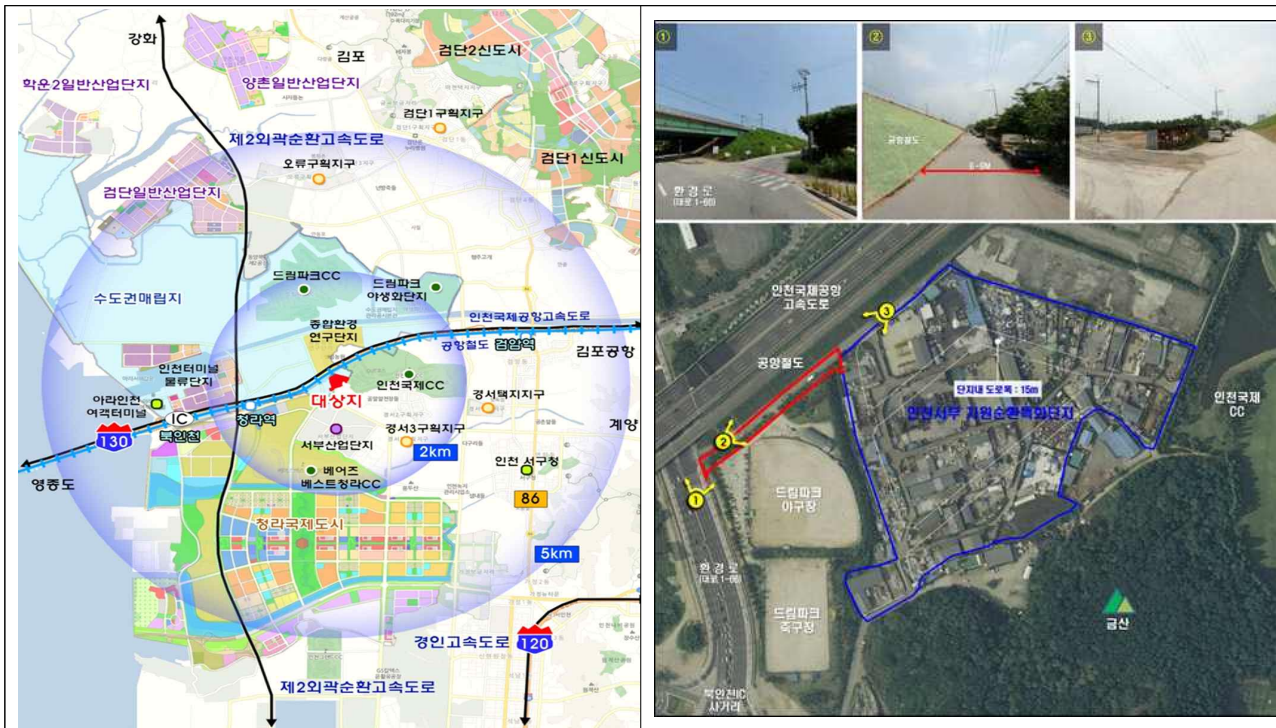 강화
김포
검단2신도시
학운2일반산업단지
양촌일반산업단지
검단1구획지구
제2외곽순환고속도로
오류구획지구
검단1신도시
검단일반산업단지
드림파크CC
드림파크
야생화단지
수도권매립지
종합환경
연구단지
인천국제공항고속도로
공항철도
검암역
김포공항
인천터미널
물류단지
아라인천
여객터미널
인천국제CC
대상지
경서택지지구
IC
북인천
청라역
130
계양
서부산업단지
경서3구획지구
2km
영종도
베어즈
베스트청라CC
인천 서구청
86
청라국제도시
5km
경인고속도로
120
제2외곽순환고속도로
①
환경로
(대로1-66)
②
공항철도
③
인천국제공항
고속도로
공항철도
③
단지내 도로폭 : 15m
인천서부 자원순환특화단지
인천국제
CC
②
①
드림파크
야구장
환경로
(대로1-66)
드림파크
축구장
금산
북인천IC
사거리